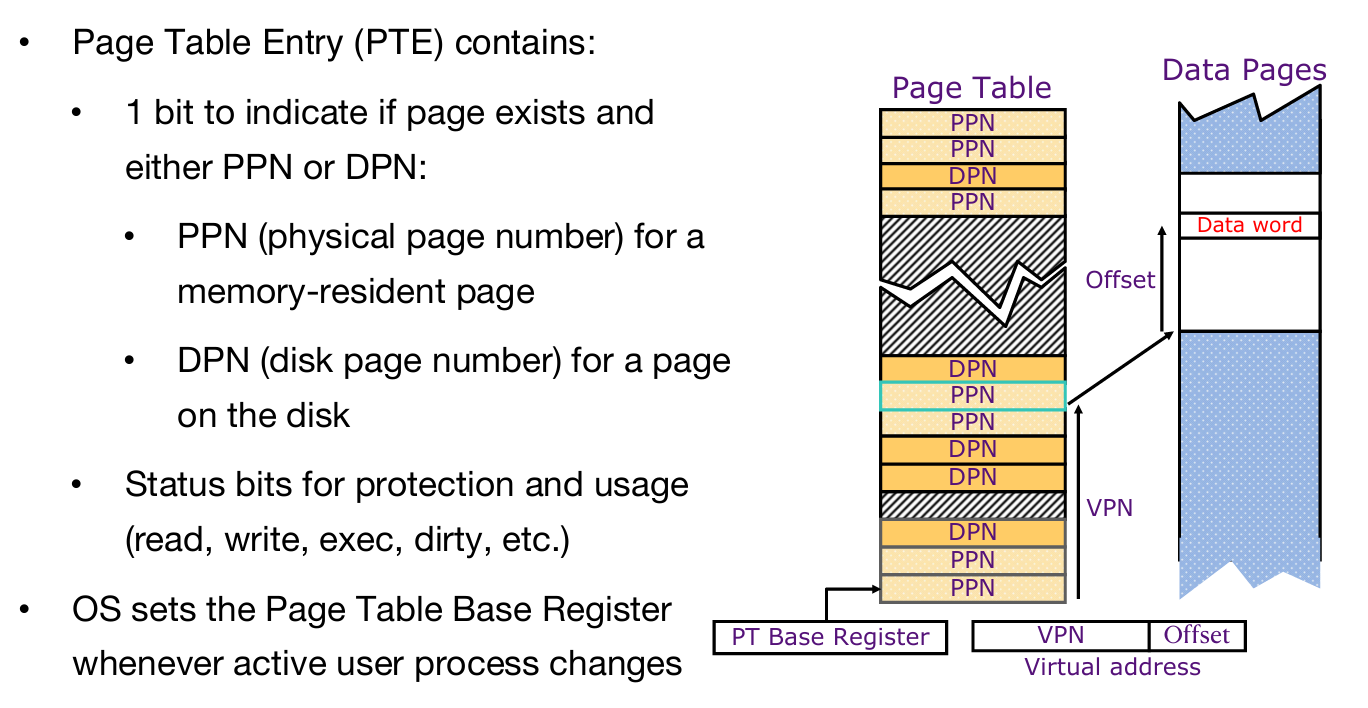 • Page Table Entry (PTE) contains:
• 1 bit to indicate if page exists and
either PPN or DPN:
• PPN (physical page number) for a
memory-resident page
• DPN (disk page number) for a page
on the disk
• Status bits for protection and usage
(read, write, exec, dirty, etc.)
• OS sets the Page Table Base Register
whenever active user process changes
Page Table
PPN
PPN
DPN
PPN
DPN
PPN
PPN
DPN
DPN
DPN
PPN
PPN
VPN
PT Base Register
Data Pages
Data word
Offset
VPN Offset
Virtual address